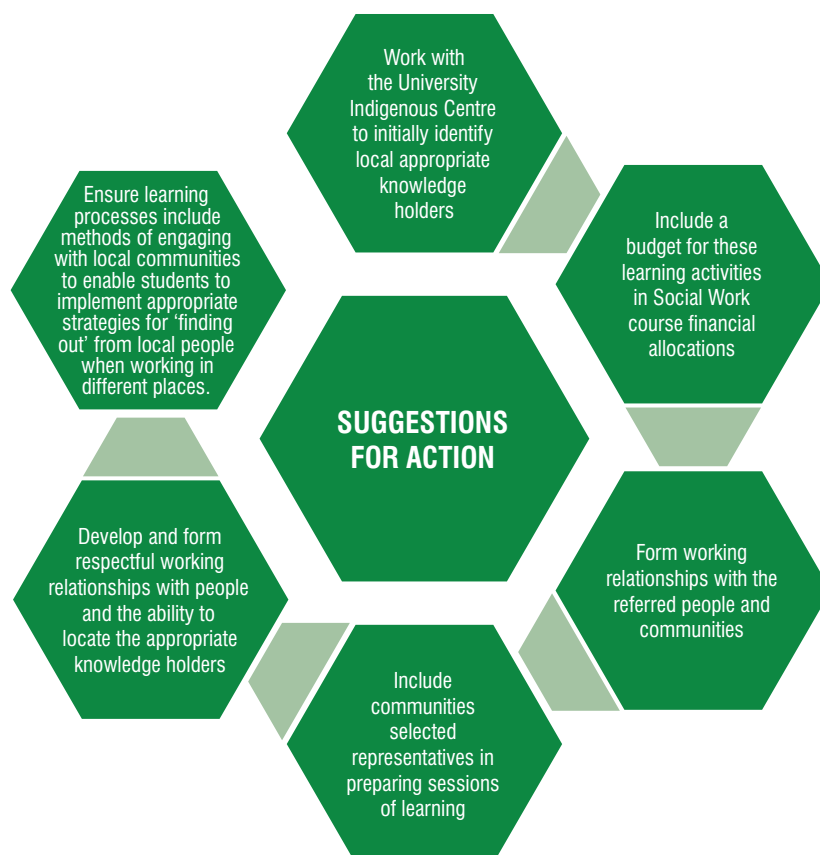 Work with
the University
Indigenous Centre
to initially identify
local appropriate
knowledge
holders
Include a
budget for these
learning activities
in Social Work
course financial
allocations
Form working
relationships with the
referred people and
communities
Include
communities
selected
representatives in
preparing sessions
of learning
Develop and form
respectful working
relationships with people
and the ability to
locate the appropriate
knowledge holders
Ensure learning
processes include
methods of engaging
with local communities
to enable students to
implement appropriate
strategies for ‘finding
out’ from local people
when working in
different places.
SUGGESTIONS
FOR ACTION